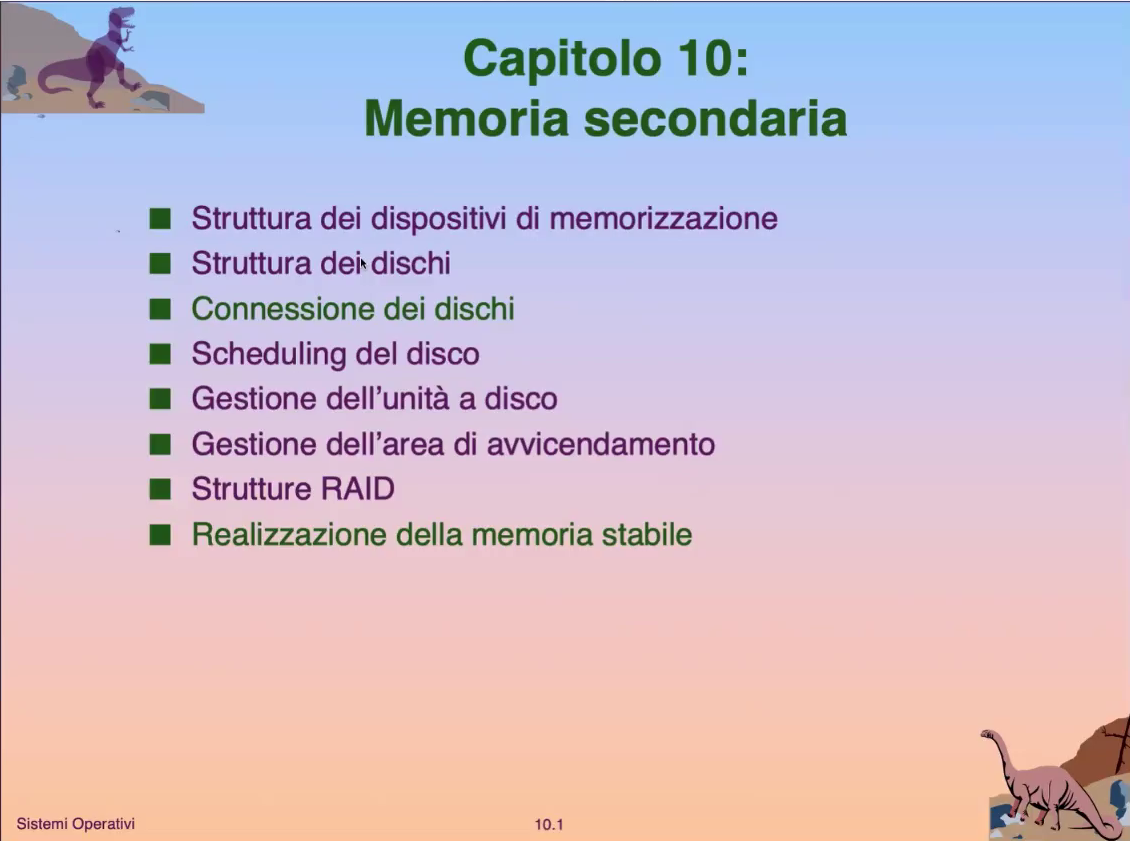 Capitolo 10:
Memoria secondaria
Struttura dei dispositivi di memorizzazione
Struttura dei dischi
Connessione dei dischi
Scheduling del disco
Gestione dell’unità a disco
Gestione dell’area di avvicendamento
Strutture RAID
Realizzazione della memoria stabile
Sistemi Operativi
10.1